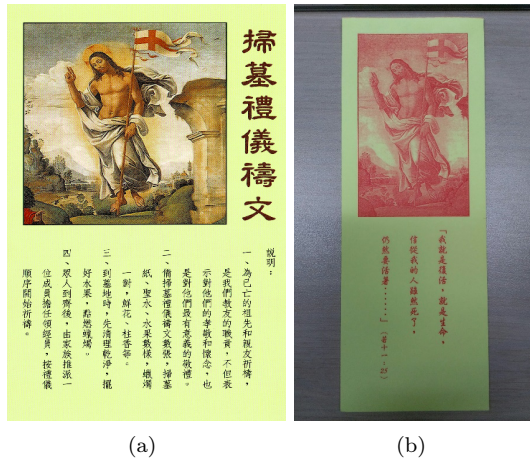 掃墓禮儀禱文
說明：
一、為已亡的祖先和親友祈禱，
是我們教友的職責，不但表
示對他們的孝敬和懷念，也
是對他們最有意義的敬禮。
二、備掃墓禮儀禱文數張，掃墓
紙、聖水、水果數樣，蠟燭
一對，鮮花、炷香等。
三、到墓地時，先清理乾淨，擺
好水果，點燃蠟燭。
四、眾人到齊後，由家族推派一
位成員擔任領經員，按禮儀
順序開始祈禱。
(a)
「我就是復活，就是生命，
信從我的人雖然死了，
仍然要活著……」（若十一：25）
(b)